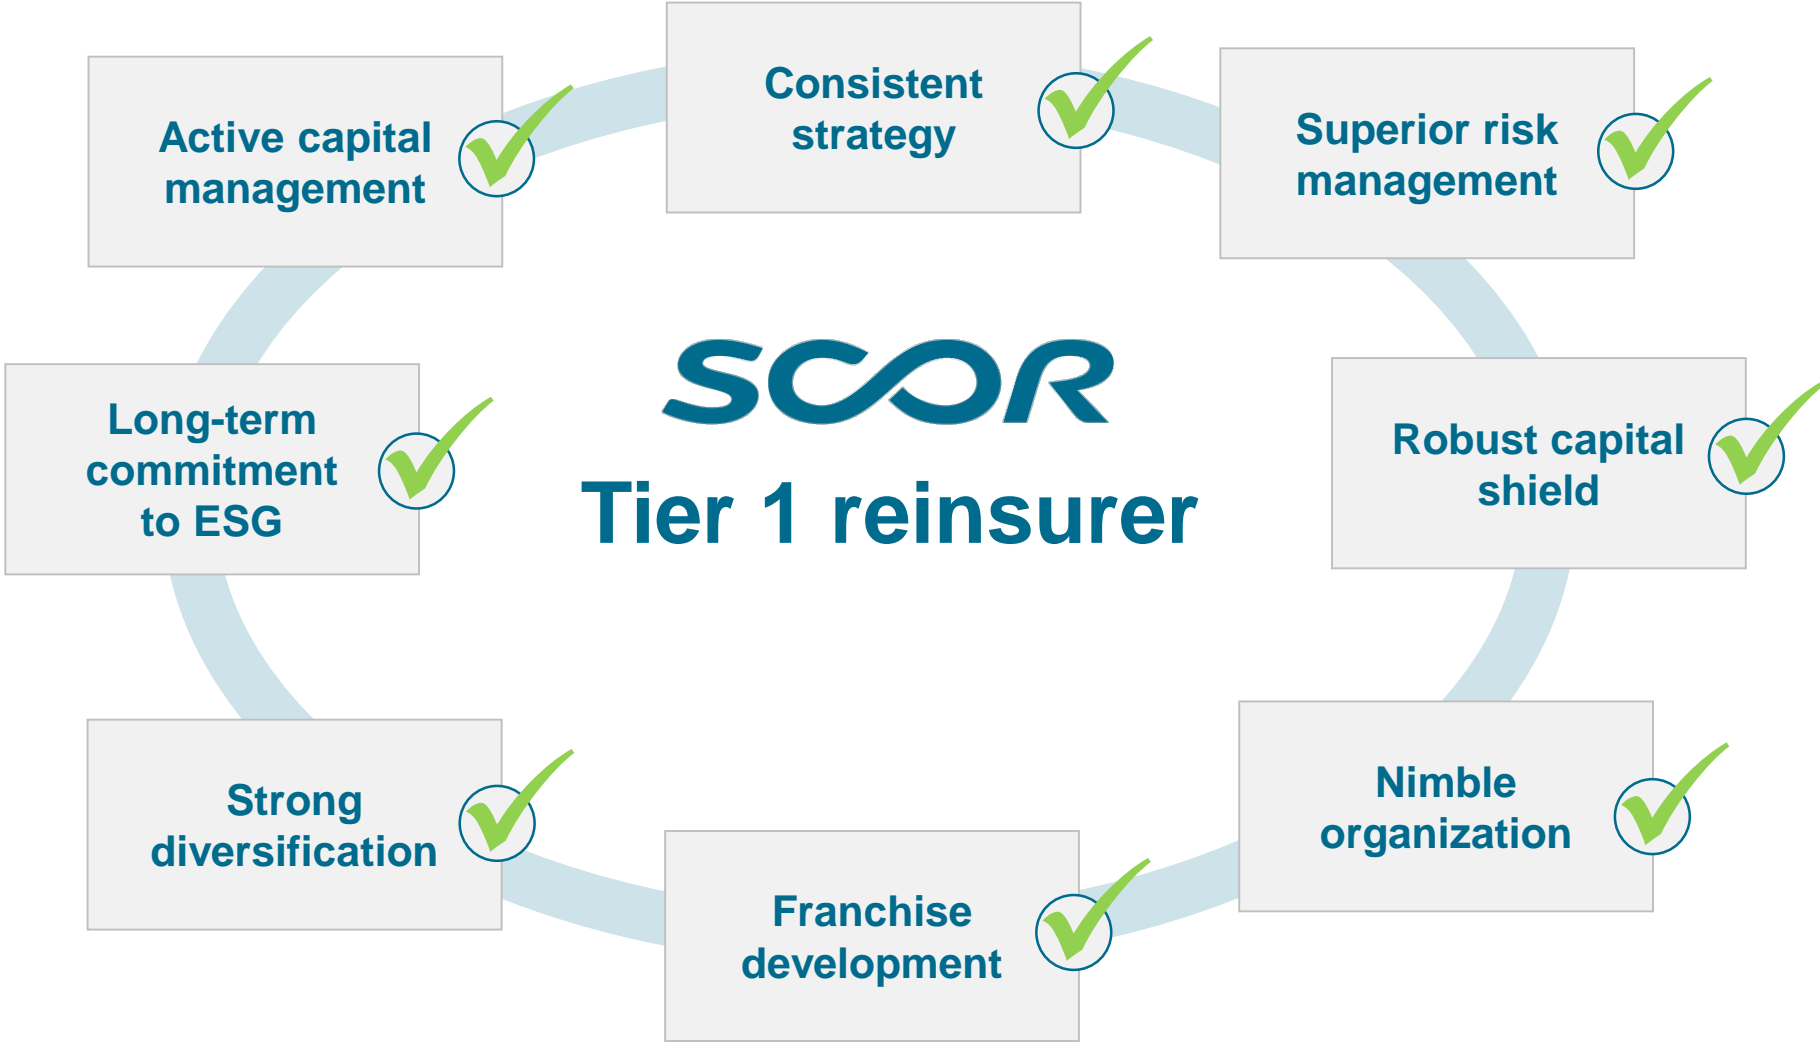 Consistent
strategy
Active capital
management
Superior risk
management
SCOR
Tier 1 reinsurer
Long-term
commitment
to ESG
Robust capital
shield
Strong
diversification
Nimble
organization
Franchise
development